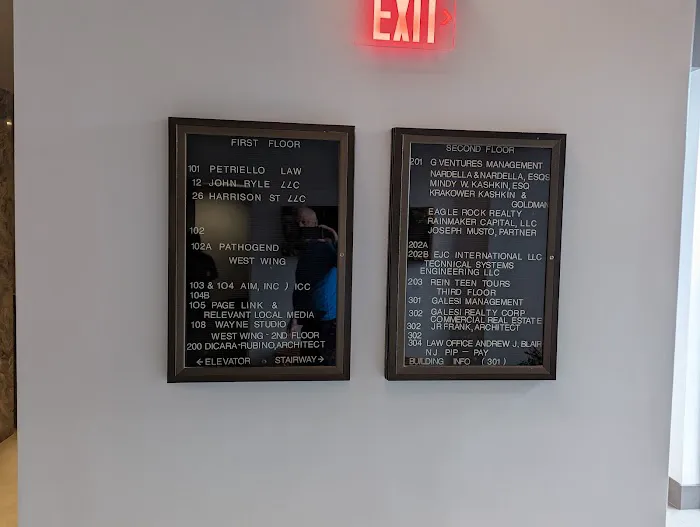 EXIT
FIRST FLOOR
101 PETRIELLO LAW
12 JOHN RYLE LLC
26 HARRISON ST LLC
102
102A PATHOGEND
WEST WING
103 & 104 AIM, INC / ICC
104B
105 PAGE LINK &
RELEVANT LOCAL MEDIA
108 WAYNE STUDIO
WEST WING - 2ND FLOOR
200 DICARA-RUBINO, ARCHITECT
←ELEVATOR STAIRWAY→
SECOND FLOOR
201 G VENTURES MANAGEMENT
NARDELLA & NARDELLA, ESQS
MINDY W. KASHKIN, ESQ
KRAKOWER KASHKIN &
GOLDMAN
EAGLE ROCK REALTY
RAINMAKER CAPITAL, LLC
JOSEPH MUSTO, PARTNER
202A
202B EJC INTERNATIONAL LLC
TECNNICAL SYSTEMS
ENGINEERING LLC
203 REIN TEEN TOURS
THIRD FLOOR
301 GALESI MANAGEMENT
302 GALESI REALTY CORP
COMMERCIAL REAL ESTATE
302 JR FRANK, ARCHITECT
302
304 LAW OFFICE ANDREW J. BLAIR
NJ PIP - PAY
BUILDING INFO (301)